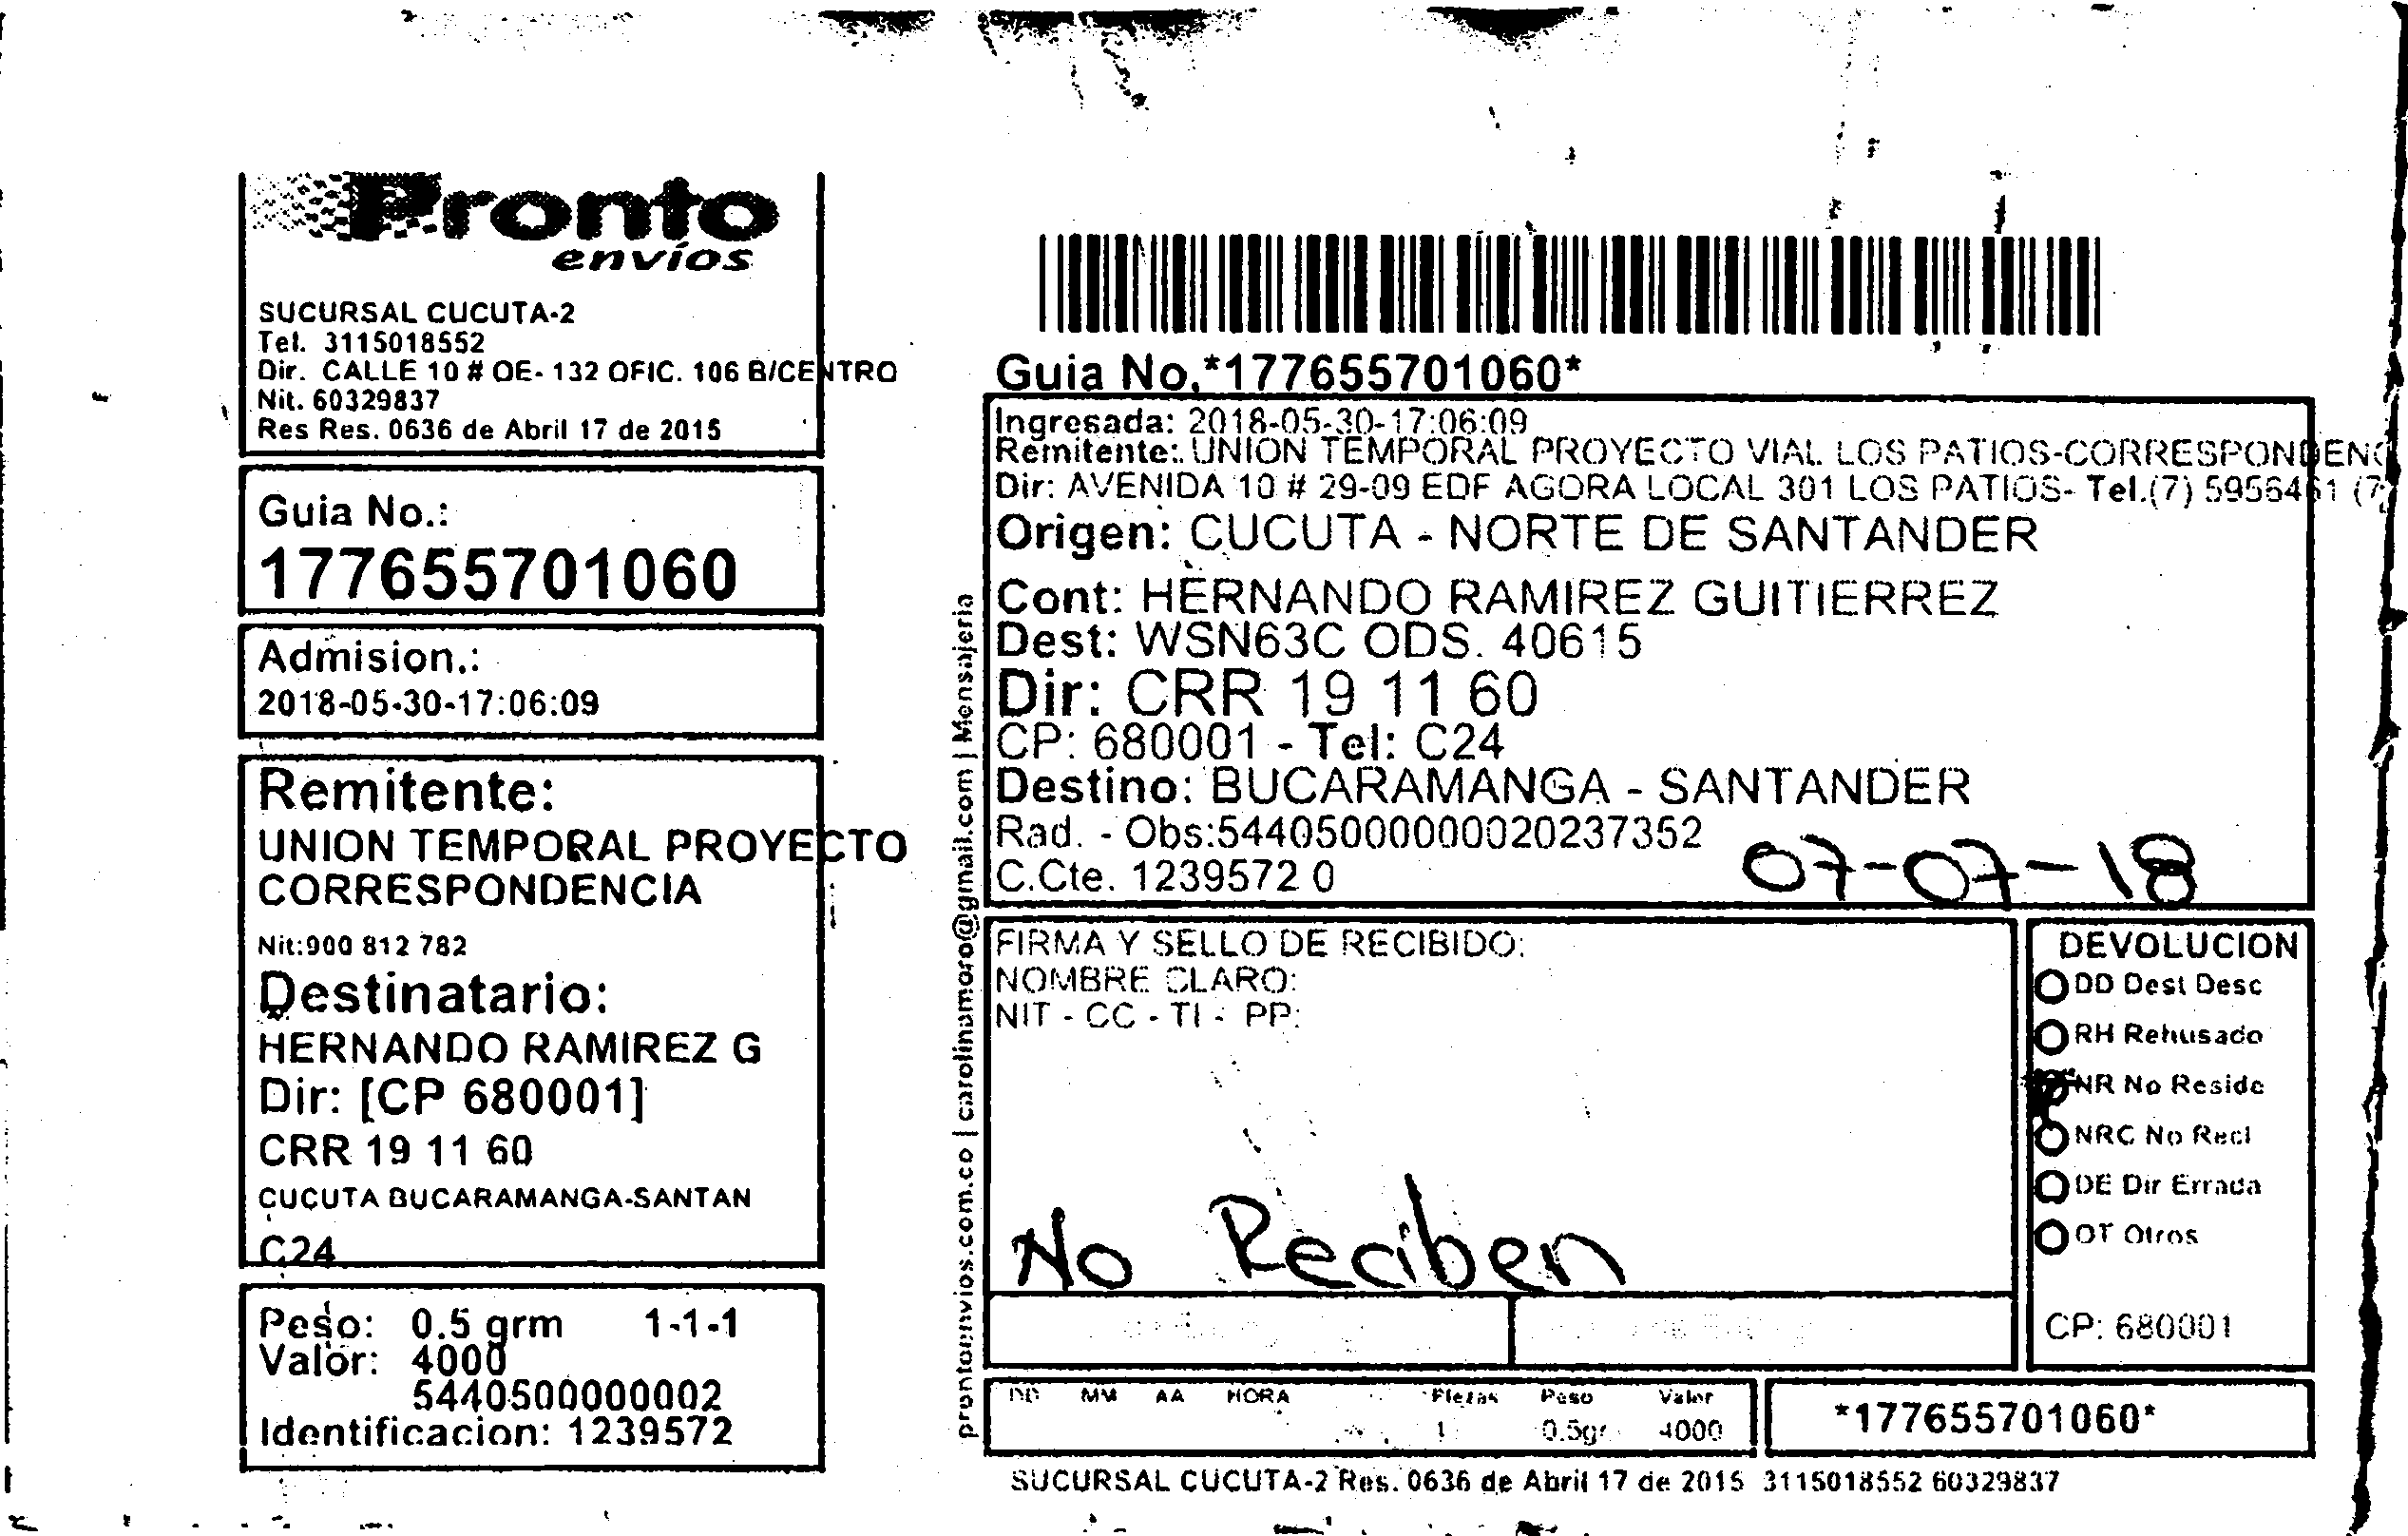 Pronto
envíos
SUCURSAL CUCUTA-2
Tel. 3115018552
Dir. CALLE 10 # OE- 132 OFIC. 106 B/CENTRO
Nit. 60329837
Res Res. 0636 de Abril 17 de 2015
Guia No.:
177655701060
Admision.:
2018-05-30-17:06:09
Remitente:
UNION TEMPORAL PROYECTO
CORRESPONDENCIA
Nit:900 812 782
Destinatario:
HERNANDO RAMIREZ G
Dir: [CP 680001]
CRR 19 11 60
CUCUTA BUCARAMANGA-SANTAN
C24
Peso: 0.5 grm 1-1-1
Valor: 4000
5440500000002
Identificacion: 1239572
prontoenvios.com.co | carolinamoro@gmail.com | Mensajeria
Guia No.*177655701060*
Ingresada: 2018-05-30-17:06:09
Remitente: UNION TEMPORAL PROYECTO VIAL LOS PATIOS-CORRESPONDENC
Dir: AVENIDA 10 # 29-09 EDF AGORA LOCAL 301 LOS PATIOS- Tel.(7) 5956461 (7
Origen: CUCUTA - NORTE DE SANTANDER
Cont: HERNANDO RAMIREZ GUITIERREZ
Dest: WSN63C ODS. 40615
Dir: CRR 19 11 60
CP: 680001 - Tel: C24
Destino: BUCARAMANGA - SANTANDER
Rad. - Obs:544050000000020237352
C.Cte. 1239572 0
07-07-18
FIRMA Y SELLO DE RECIBIDO:
NOMBRE CLARO:
NIT - CC - TI - PP:
No Reciben
DEVOLUCION
DD Dest Desc
RH Rehusado
NR No Reside
NRC No Recl
DE Dir Errada
OT Otros
CP: 680001
DD MM AA HORA Piezas Peso Valor
1 0.5gr 4000
*177655701060*
SUCURSAL CUCUTA-2 Res. 0636 de Abril 17 de 2015 3115018552 60329837